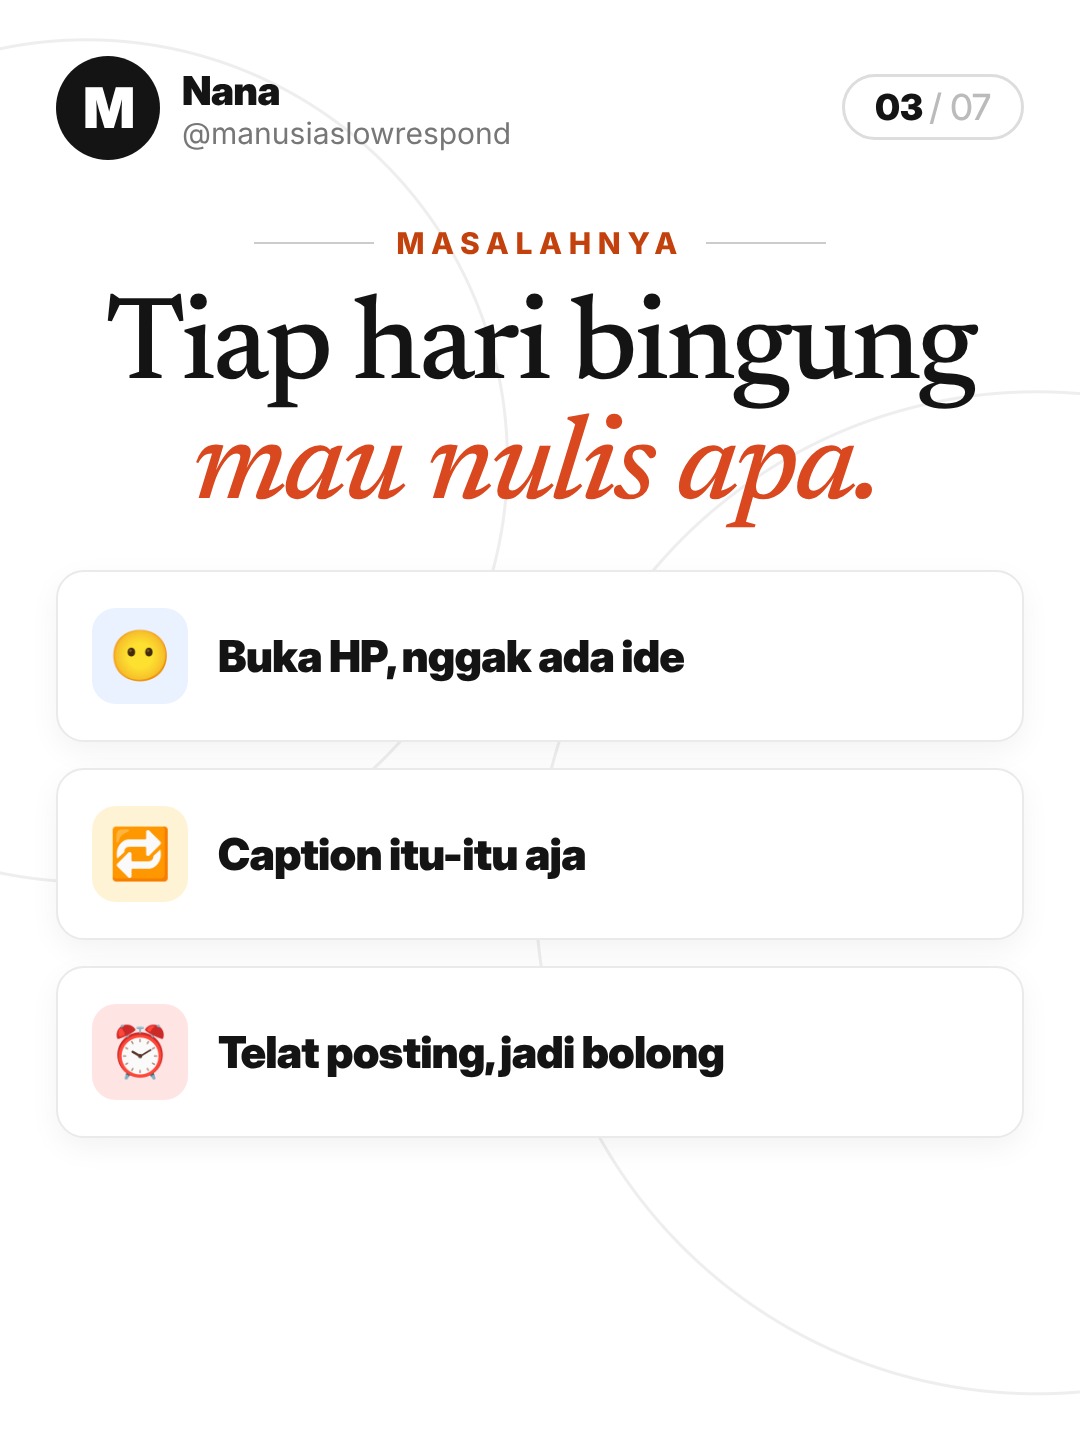 M
Nana
@manusiaslowrespond
03 / 07
MASALAHNYA
Tiap hari bingung
mau nulis apa.
Buka HP, nggak ada ide
Caption itu-itu aja
Telat posting, jadi bolong